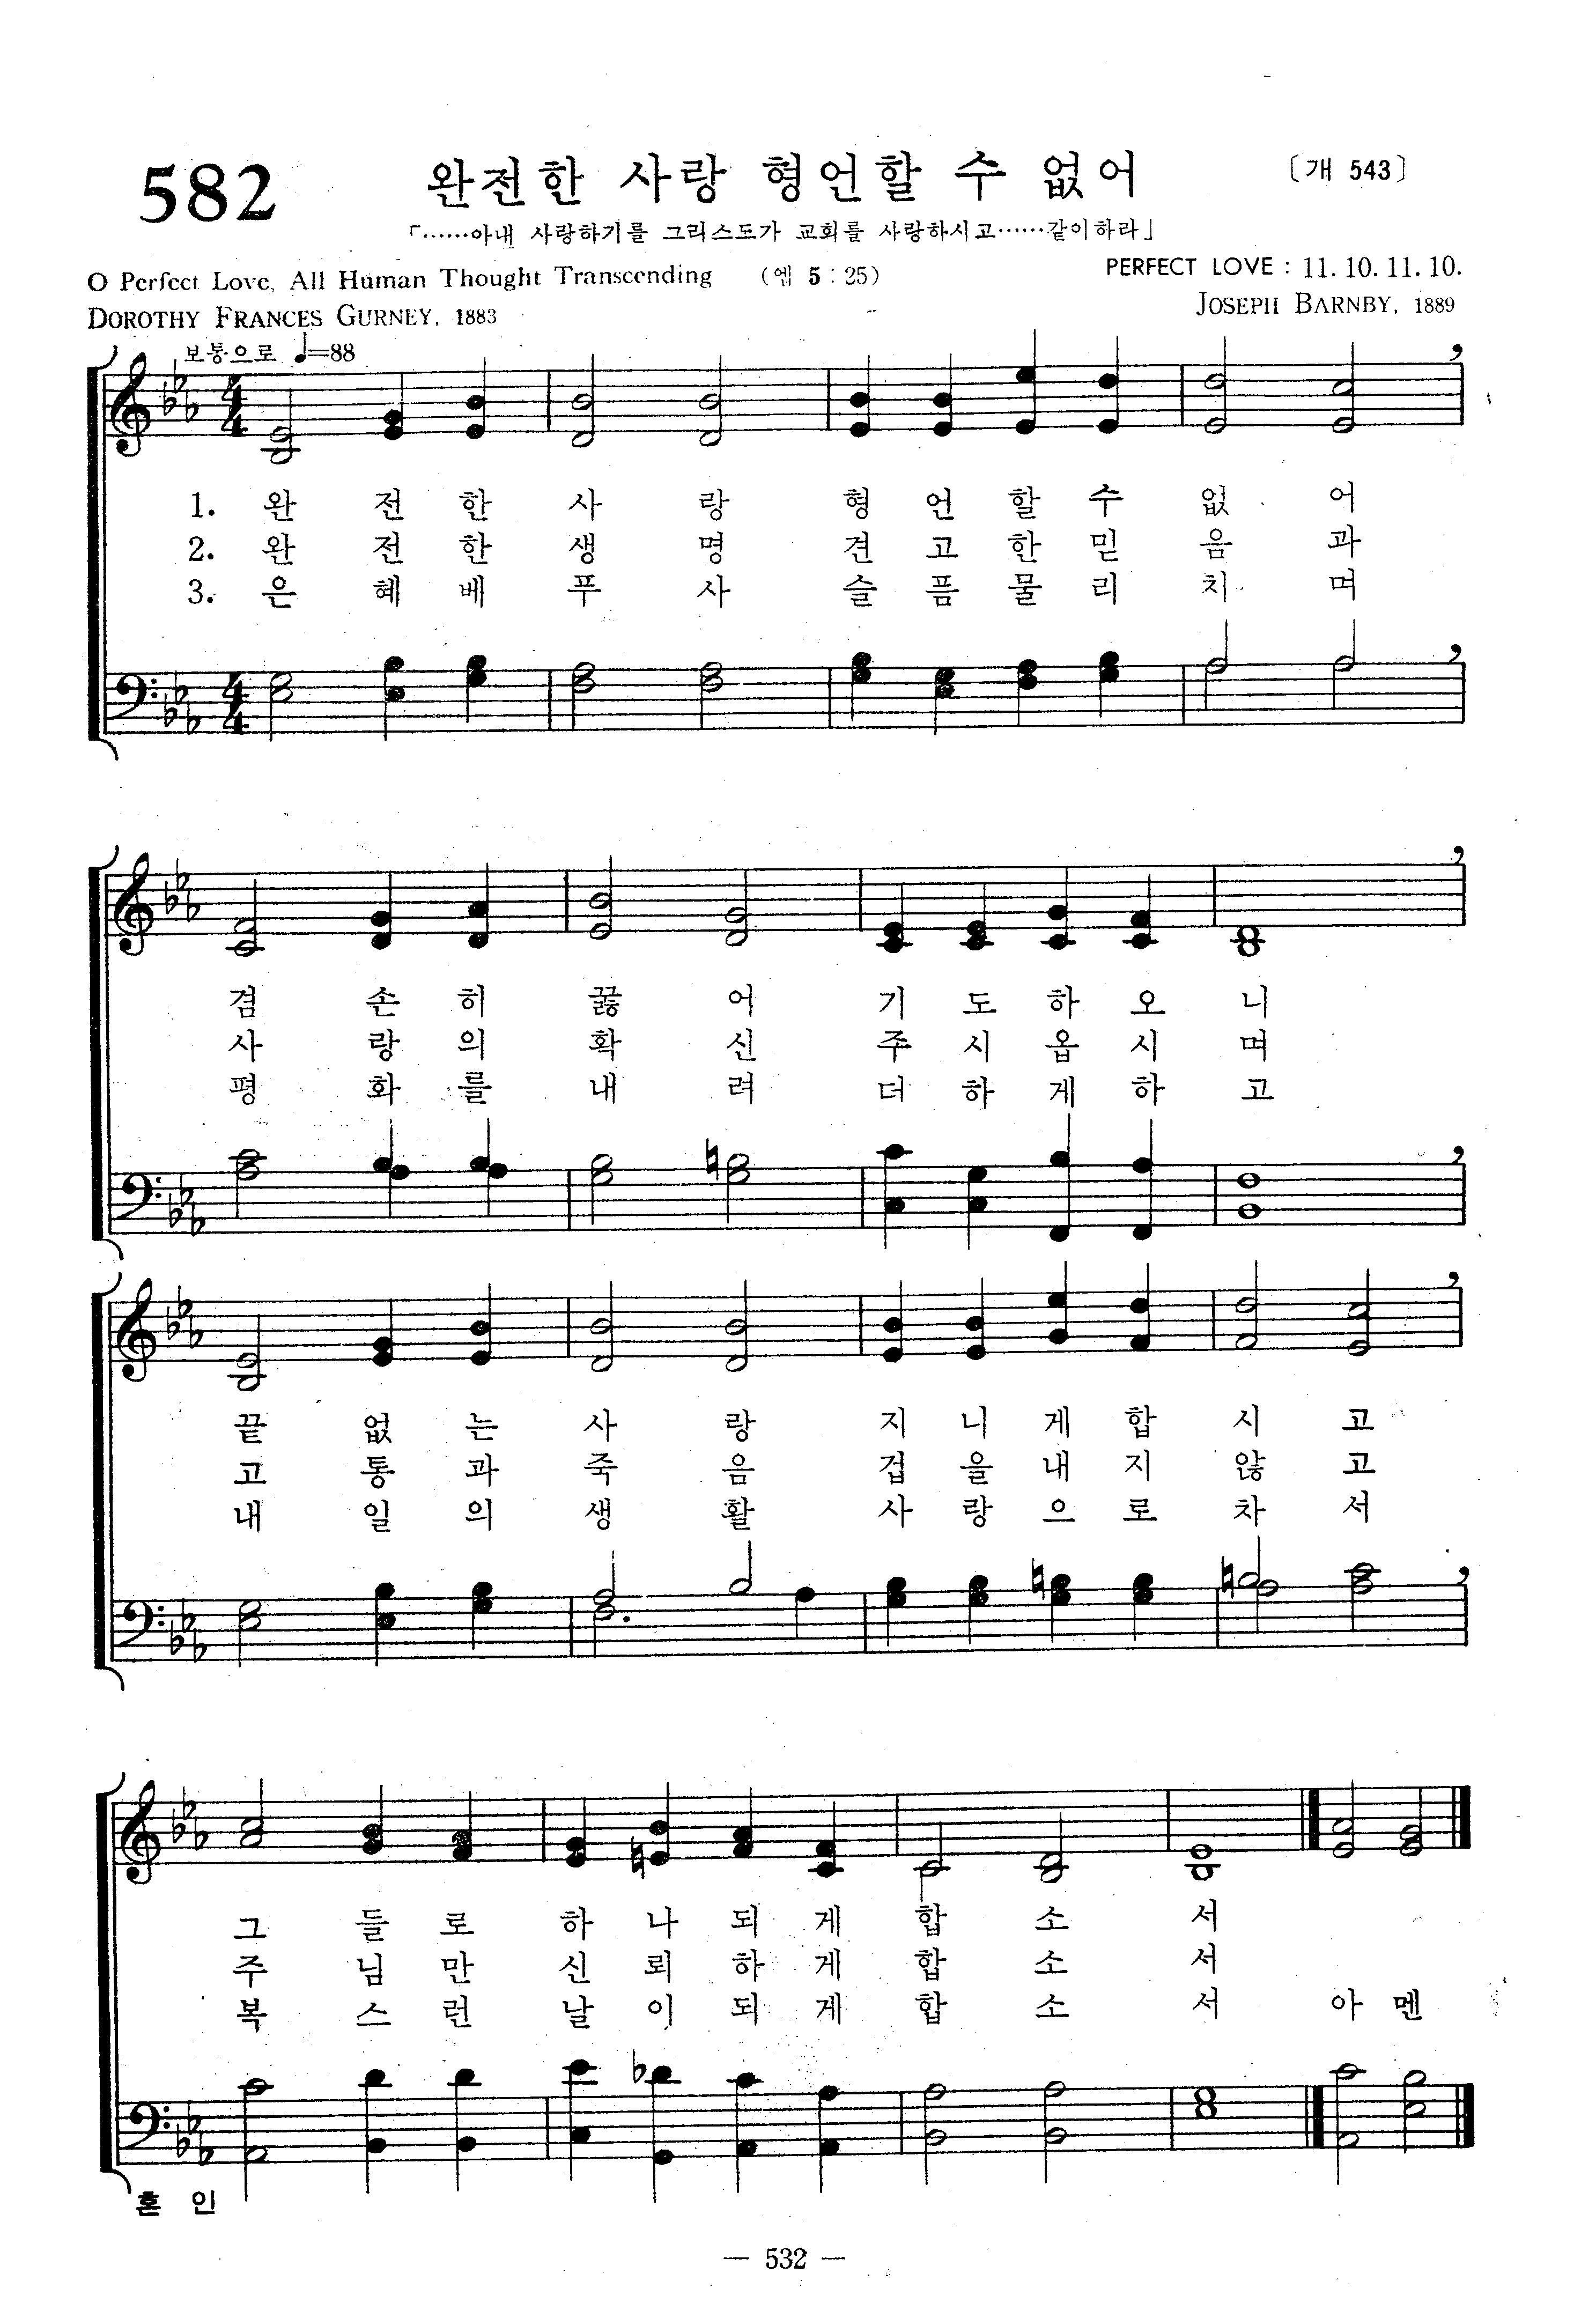 582
완전한 사랑 형언할 수 없어
〔개 543〕
「……아내 사랑하기를 그리스도가 교회를 사랑하시고……같이하라」
O Perfect Love, All Human Thought Transcending (엡 5 : 25)
PERFECT LOVE : 11. 10. 11. 10.
DOROTHY FRANCES GURNEY, 1883
JOSEPH BARNBY, 1889
보통으로 ♩=88
4 4
1. 완 전 한 사 랑 형 언 할 수 없 어
2. 완 전 한 생 명 견 고 한 믿 음 과
3. 은 혜 베 푸 사 슬 픔 물 리 치 며
4 4
겸 손 히 꿇 어 기 도 하 오 니
사 랑 의 확 신 주 시 옵 시 며
평 화 를 내 려 더 하 게 하 고
끝 없 는 사 랑 지 니 게 합 시 고
고 통 과 죽 음 겁 을 내 지 않 고
내 일 의 생 활 사 랑 으 로 차 서
그 들 로 하 나 되 게 합 소 서
주 님 만 신 뢰 하 게 합 소 서
복 스 런 날 이 되 게 합 소 서 아 멘
혼 인
— 532 —